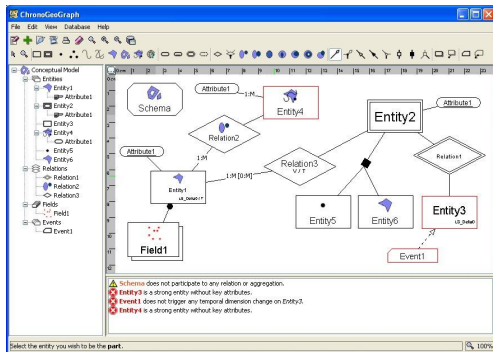 ChronoGeoGraph
File Edit View Database Help
Conceptual Model
Entities
Entity1
Attribute1
Entity2
Attribute1
Entity3
Entity4
Attribute1
Entity5
Entity6
Relations
Relation1
Relation2
Relation3
Fields
Field1
Events
Event1
Schema
Attribute1
1:M
Entity4
Relation2
Attribute1
1:M
Entity1
1:M [0:M]
Relation3
V / T
Entity2
Attribute1
Relation1
Field1
Entity5
Entity6
Entity3
Event1
Schema does not participate to any relation or aggregation.
Entity3 is a strong entity without key attributes.
Event1 does not trigger any temporal dimension change on Entity3.
Entity4 is a strong entity without key attributes.
Select the entity you wish to be the part.
100%